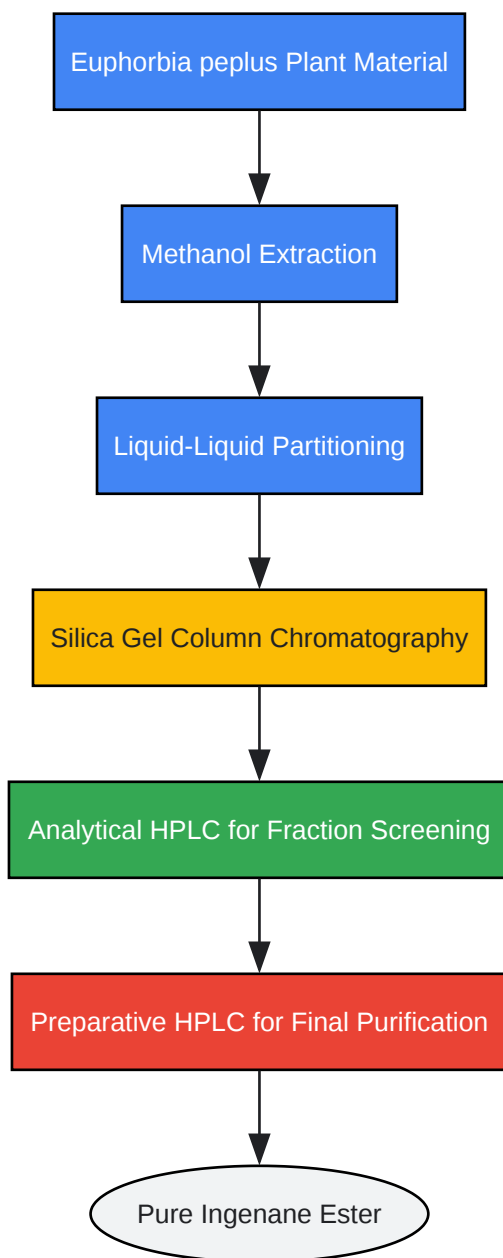 Euphorbia peplus Plant Material
Methanol Extraction
Liquid-Liquid Partitioning
Silica Gel Column Chromatography
Analytical HPLC for Fraction Screening
Preparative HPLC for Final Purification
Pure Ingenane Ester